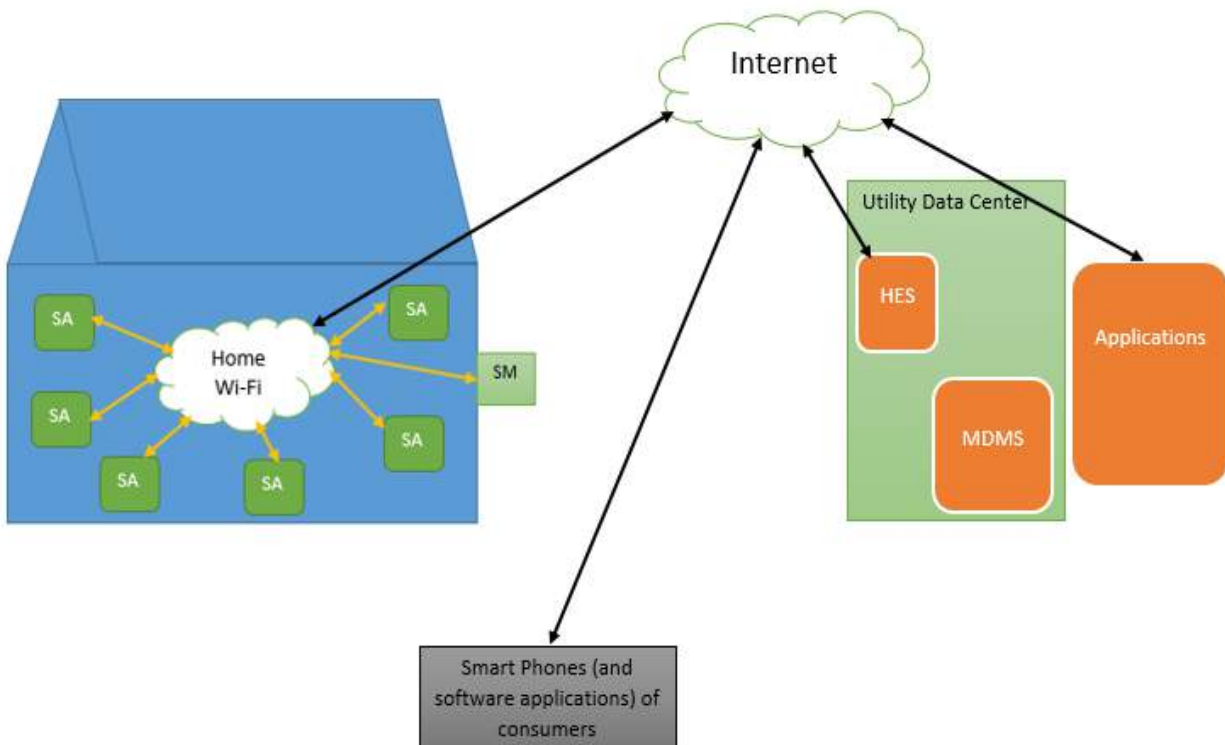 Internet
Utility Data Center
HES
Applications
MDMS
SA
SA
SA
SA
SA
SA
Home
Wi-Fi
SM
Smart Phones (and
software applications) of
consumers